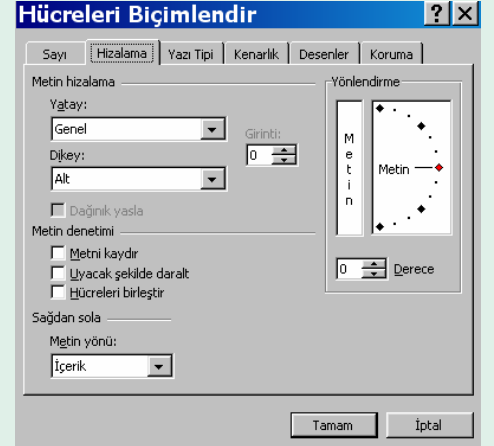 Hücreleri Biçimlendir
Sayı Hizalama Yazı Tipi Kenarlık Desenler Koruma
Metin hizalama
Yatay:
Genel
Girinti:
0
Dikey:
Alt
Dağınık yasla
Metin denetimi
Metni kaydır
Uyacak şekilde daralt
Hücreleri birleştir
Sağdan sola
Metin yönü:
İçerik
Yönlendirme
Metin
Metin
0 Derece
Tamam İptal